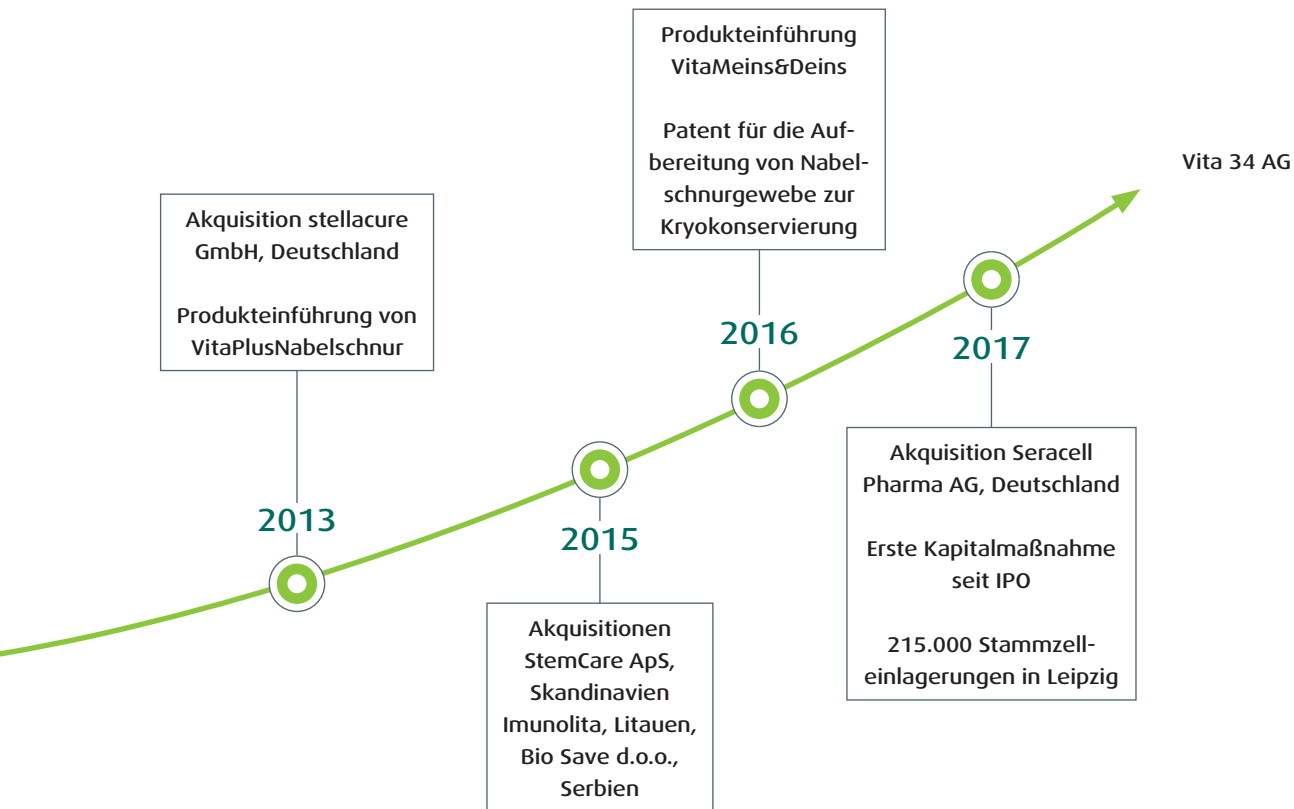 Akquisition stellacure
GmbH, Deutschland
Produkteinführung von
VitaPlusNabelschnur
2013
2015
Akquisitionen
StemCare ApS,
Skandinavien
Imunolita, Litauen,
Bio Save d.o.o.,
Serbien
Produkteinführung
VitaMeins&Deins
Patent für die Auf-
bereitung von Nabel-
schnurgewebe zur
Kryokonservierung
2016
2017
Akquisition Seracell
Pharma AG, Deutschland
Erste Kapitalmaßnahme
seit IPO
215.000 Stammzell-
einlagerungen in Leipzig
Vita 34 AG